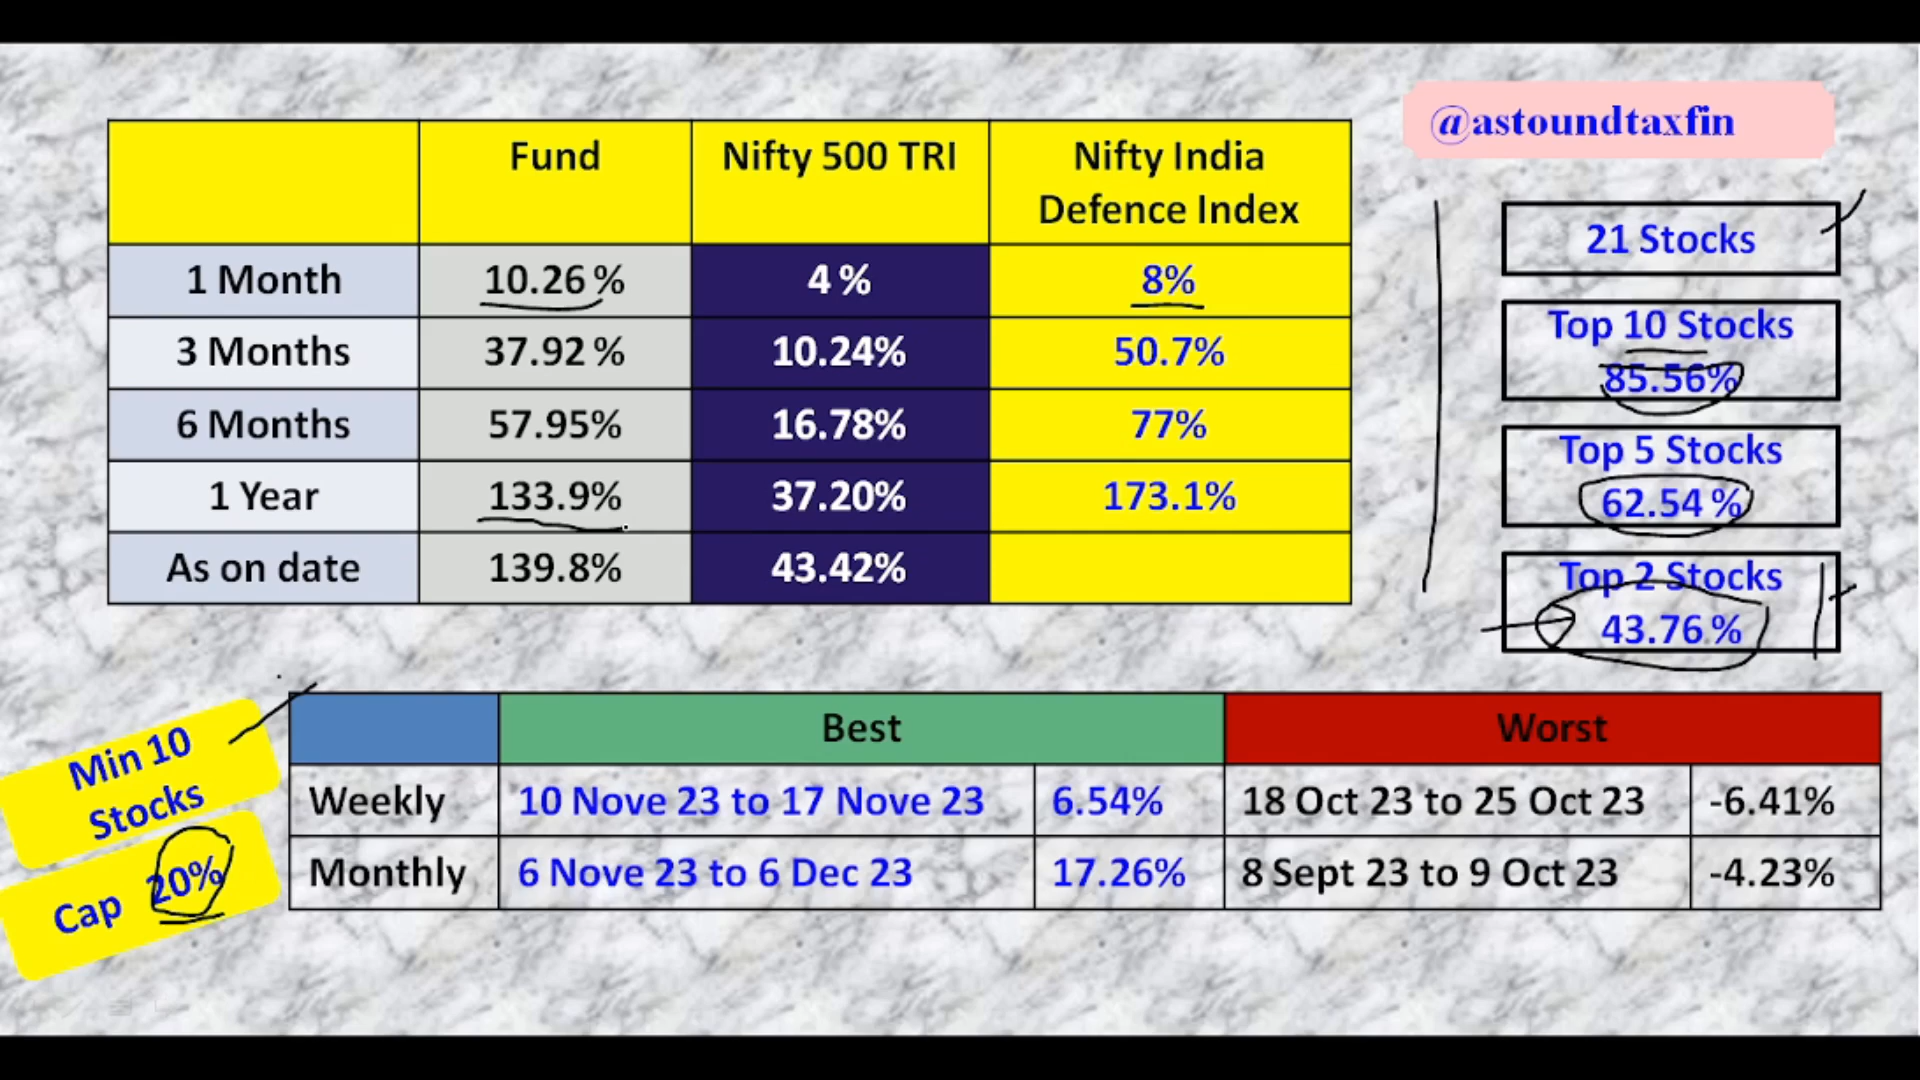 @astoundtaxfin
Fund Nifty 500 TRI Nifty India
Defence Index
1 Month 10.26 % 4 % 8%
3 Months 37.92 % 10.24% 50.7%
6 Months 57.95% 16.78% 77%
1 Year 133.9% 37.20% 173.1%
As on date 139.8% 43.42%
21 Stocks
Top 10 Stocks
85.56%
Top 5 Stocks
62.54 %
Top 2 Stocks
43.76 %
Min 10
Stocks
Cap 20%
Best Worst
Weekly 10 Nove 23 to 17 Nove 23 6.54% 18 Oct 23 to 25 Oct 23 -6.41%
Monthly 6 Nove 23 to 6 Dec 23 17.26% 8 Sept 23 to 9 Oct 23 -4.23%